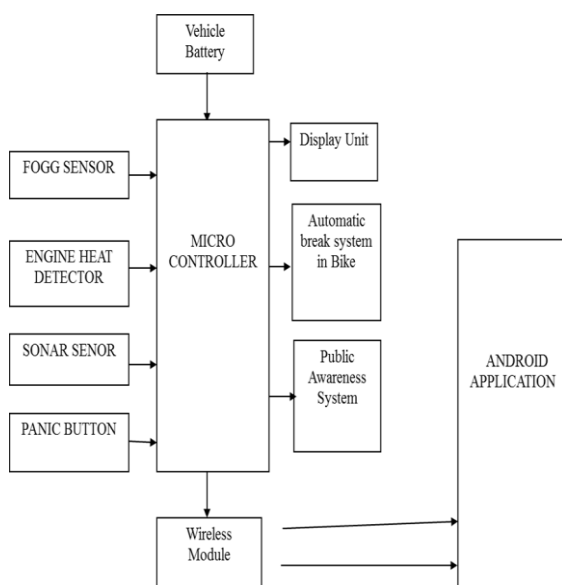 Vehicle
Battery
FOGG SENSOR
ENGINE HEAT
DETECTOR
SONAR SENOR
PANIC BUTTON
MICRO
CONTROLLER
Display Unit
Automatic
break system
in Bike
Public
Awareness
System
Wireless
Module
ANDROID
APPLICATION